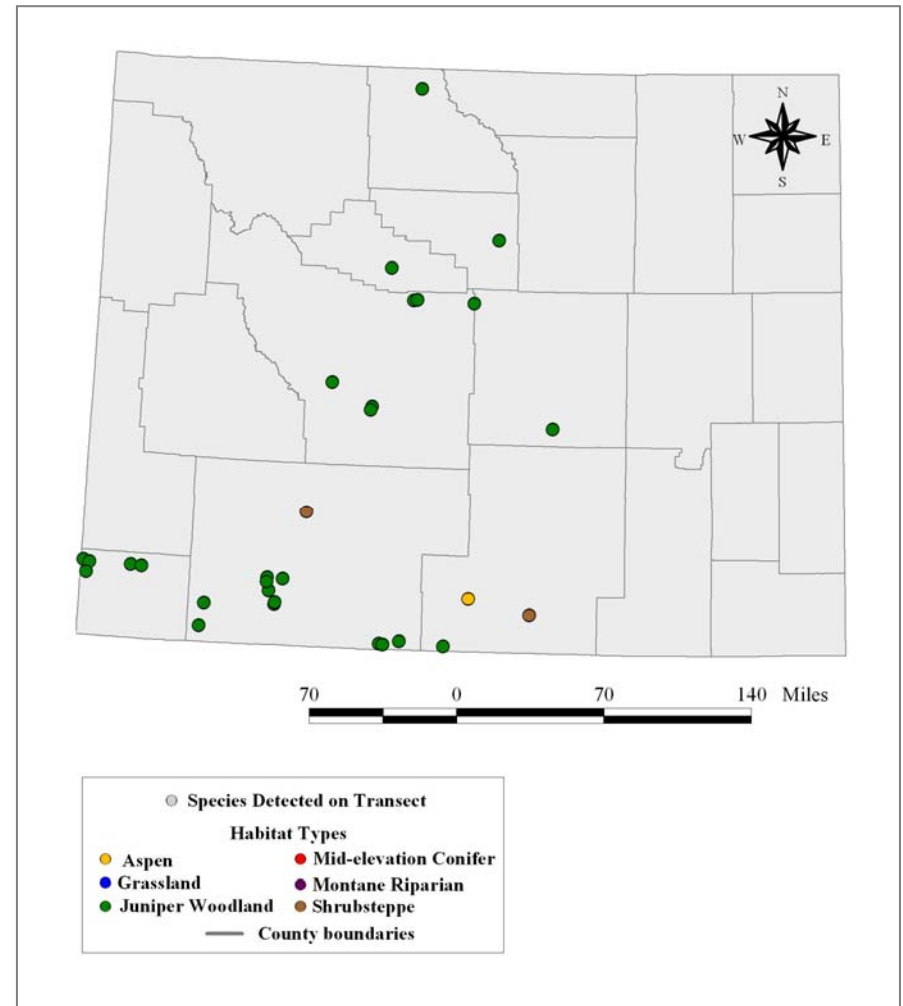 N
W E
S
70 0 70 140 Miles
Species Detected on Transect
Habitat Types
Aspen Mid-elevation Conifer
Grassland Montane Riparian
Juniper Woodland Shrubsteppe
County boundaries